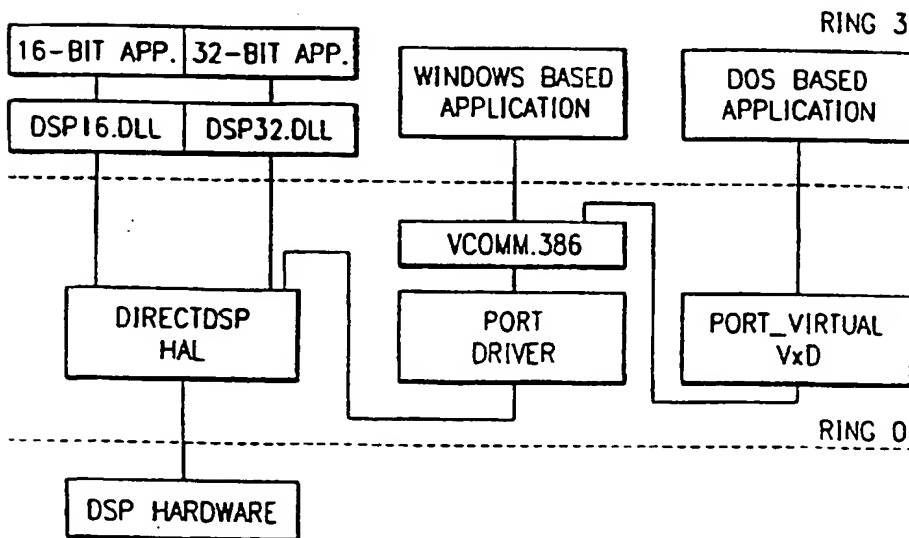 RING 3
16-BIT APP. 32-BIT APP.
WINDOWS BASED
APPLICATION
DOS BASED
APPLICATION
DSP16.DLL DSP32.DLL
VCOMM.386
DIRECTDSP
HAL
PORT
DRIVER
PORT_VIRTUAL
VxD
RING 0
DSP HARDWARE